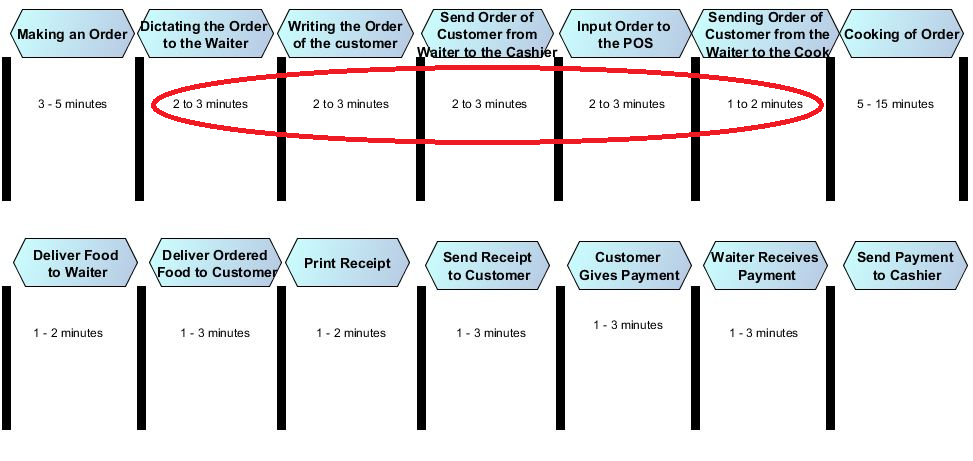 Making an Order
Dictating the Order
to the Waiter
Writing the Order
of the customer
Send Order of
Customer from
Waiter to the Cashier
Input Order to
the POS
Sending Order of
Customer from the
Waiter to the Cook
Cooking of Order
3 - 5 minutes
2 to 3 minutes
2 to 3 minutes
2 to 3 minutes
2 to 3 minutes
1 to 2 minutes
5 - 15 minutes
Deliver Food
to Waiter
Deliver Ordered
Food to Customer
Print Receipt
Send Receipt
to Customer
Customer
Gives Payment
Waiter Receives
Payment
Send Payment
to Cashier
1 - 2 minutes
1 - 3 minutes
1 - 2 minutes
1 - 3 minutes
1 - 3 minutes
1 - 3 minutes